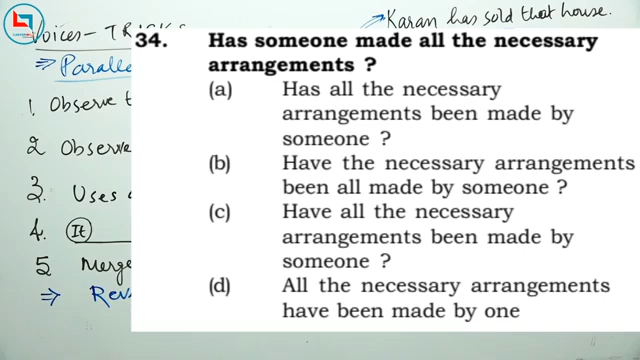 Voices- TRICKS
→ Karan has sold that house.
⇒ Paralle
1. Observe t
2 Observe
3. Uses
4. It
5 Merge
⇒ Rev
34. Has someone made all the necessary
arrangements ?
(a) Has all the necessary
arrangements been made by
someone ?
(b) Have the necessary arrangements
been all made by someone ?
(c) Have all the necessary
arrangements been made by
someone ?
(d) All the necessary arrangements
have been made by one